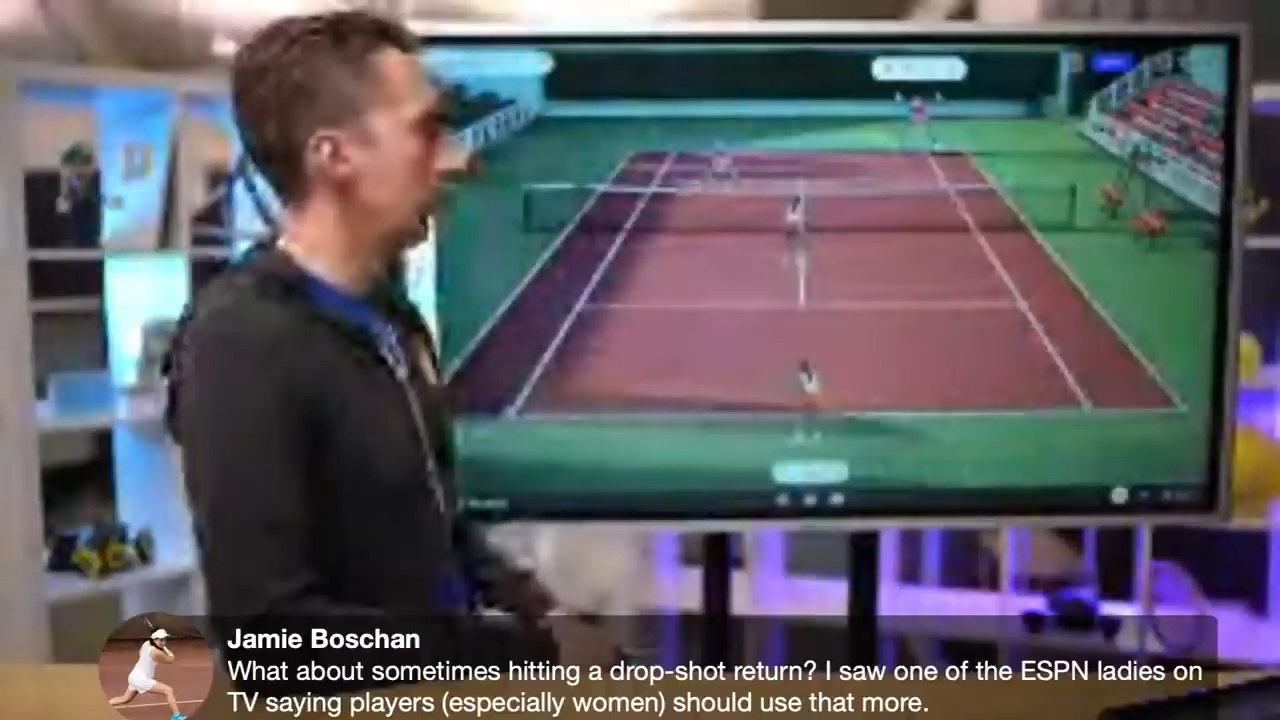 Jamie Boschan
What about sometimes hitting a drop-shot return? I saw one of the ESPN ladies on
TV saying players (especially women) should use that more.